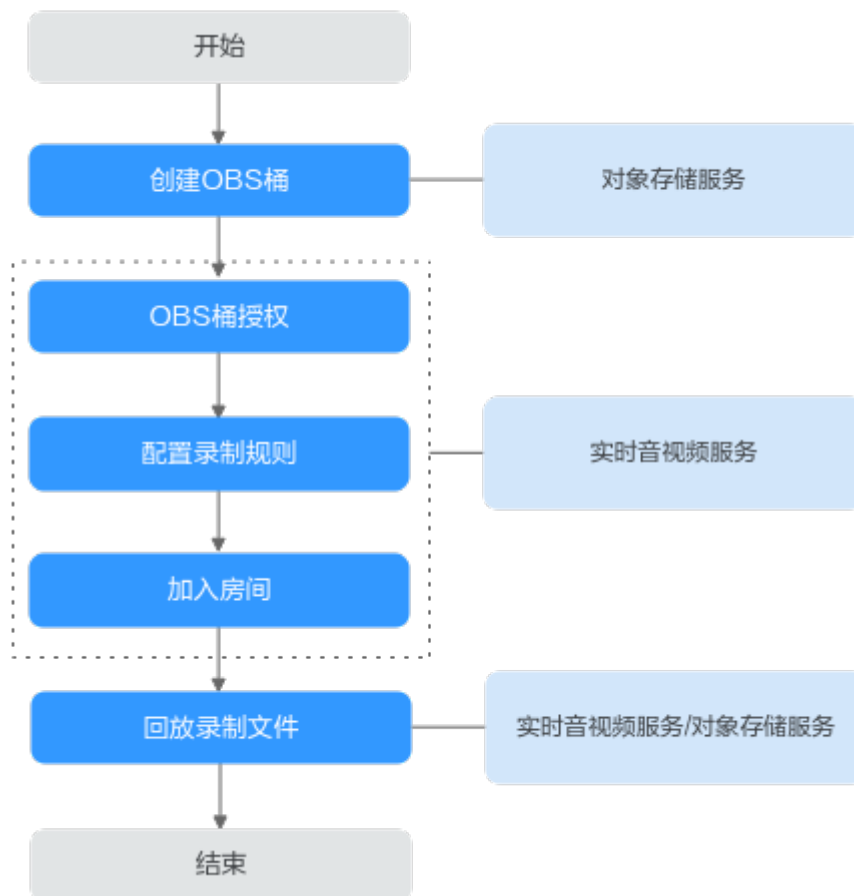 开始
创建OBS桶
对象存储服务
OBS桶授权
配置录制规则
实时音视频服务
加入房间
回放录制文件
实时音视频服务/对象存储服务
结束